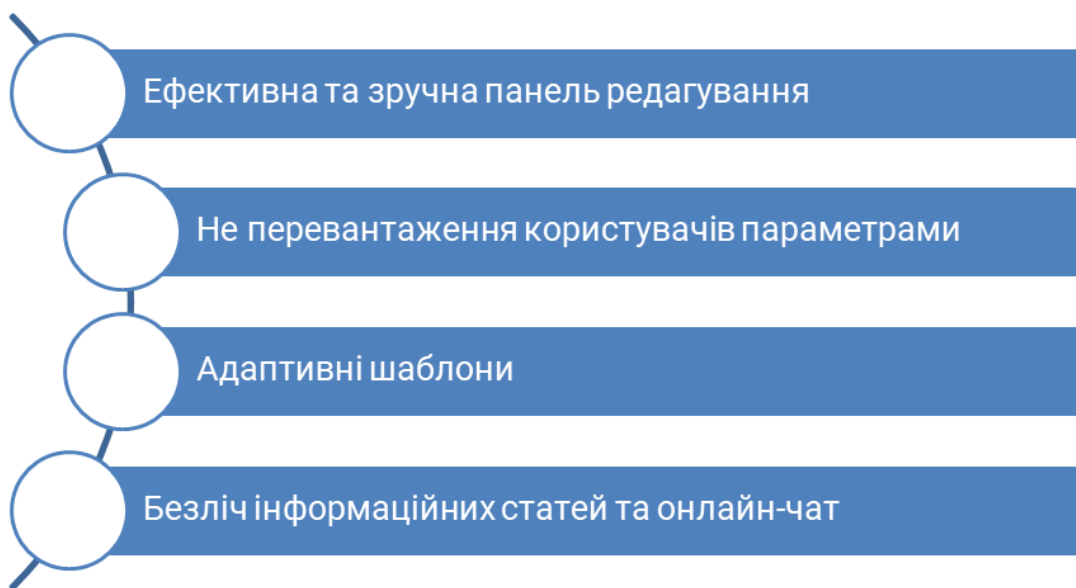 Ефективна та зручна панель редагування
Не перевантаження користувачів параметрами
Адаптивні шаблони
Безліч інформаційних статей та онлайн-чат